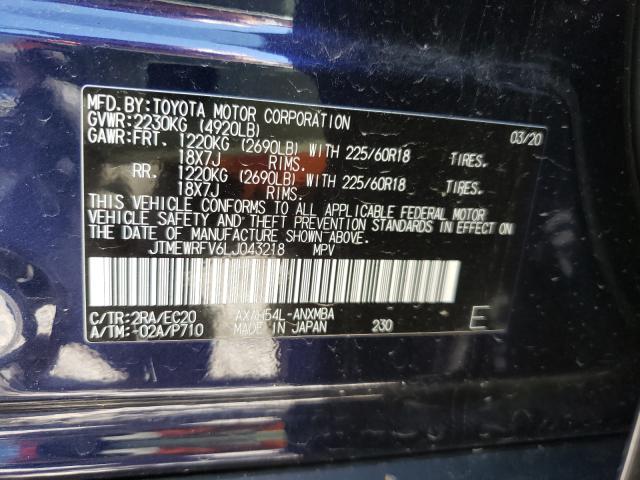 MFD.BY:TOYOTA MOTOR CORPORATION 03/20
GVWR:2230KG (4920LB)
GAWR:FRT. 1220KG (2690LB) WITH 225/60R18 TIRES.
18X7J RIMS.
RR. 1220KG (2690LB) WITH 225/60R18 TIRES.
18X7J RIMS.
THIS VEHICLE CONFORMS TO ALL APPLICABLE FEDERAL MOTOR
VEHICLE SAFETY AND THEFT PREVENTION STANDARDS IN EFFECT ON
THE DATE OF MANUFACTURE SHOWN ABOVE.
JTMEWRFV6LJ043218 MPV
C/TR:2RA/EC20 AXAH54L-ANXMBA
A/TM:-02A/P710 MADE IN JAPAN 230 E